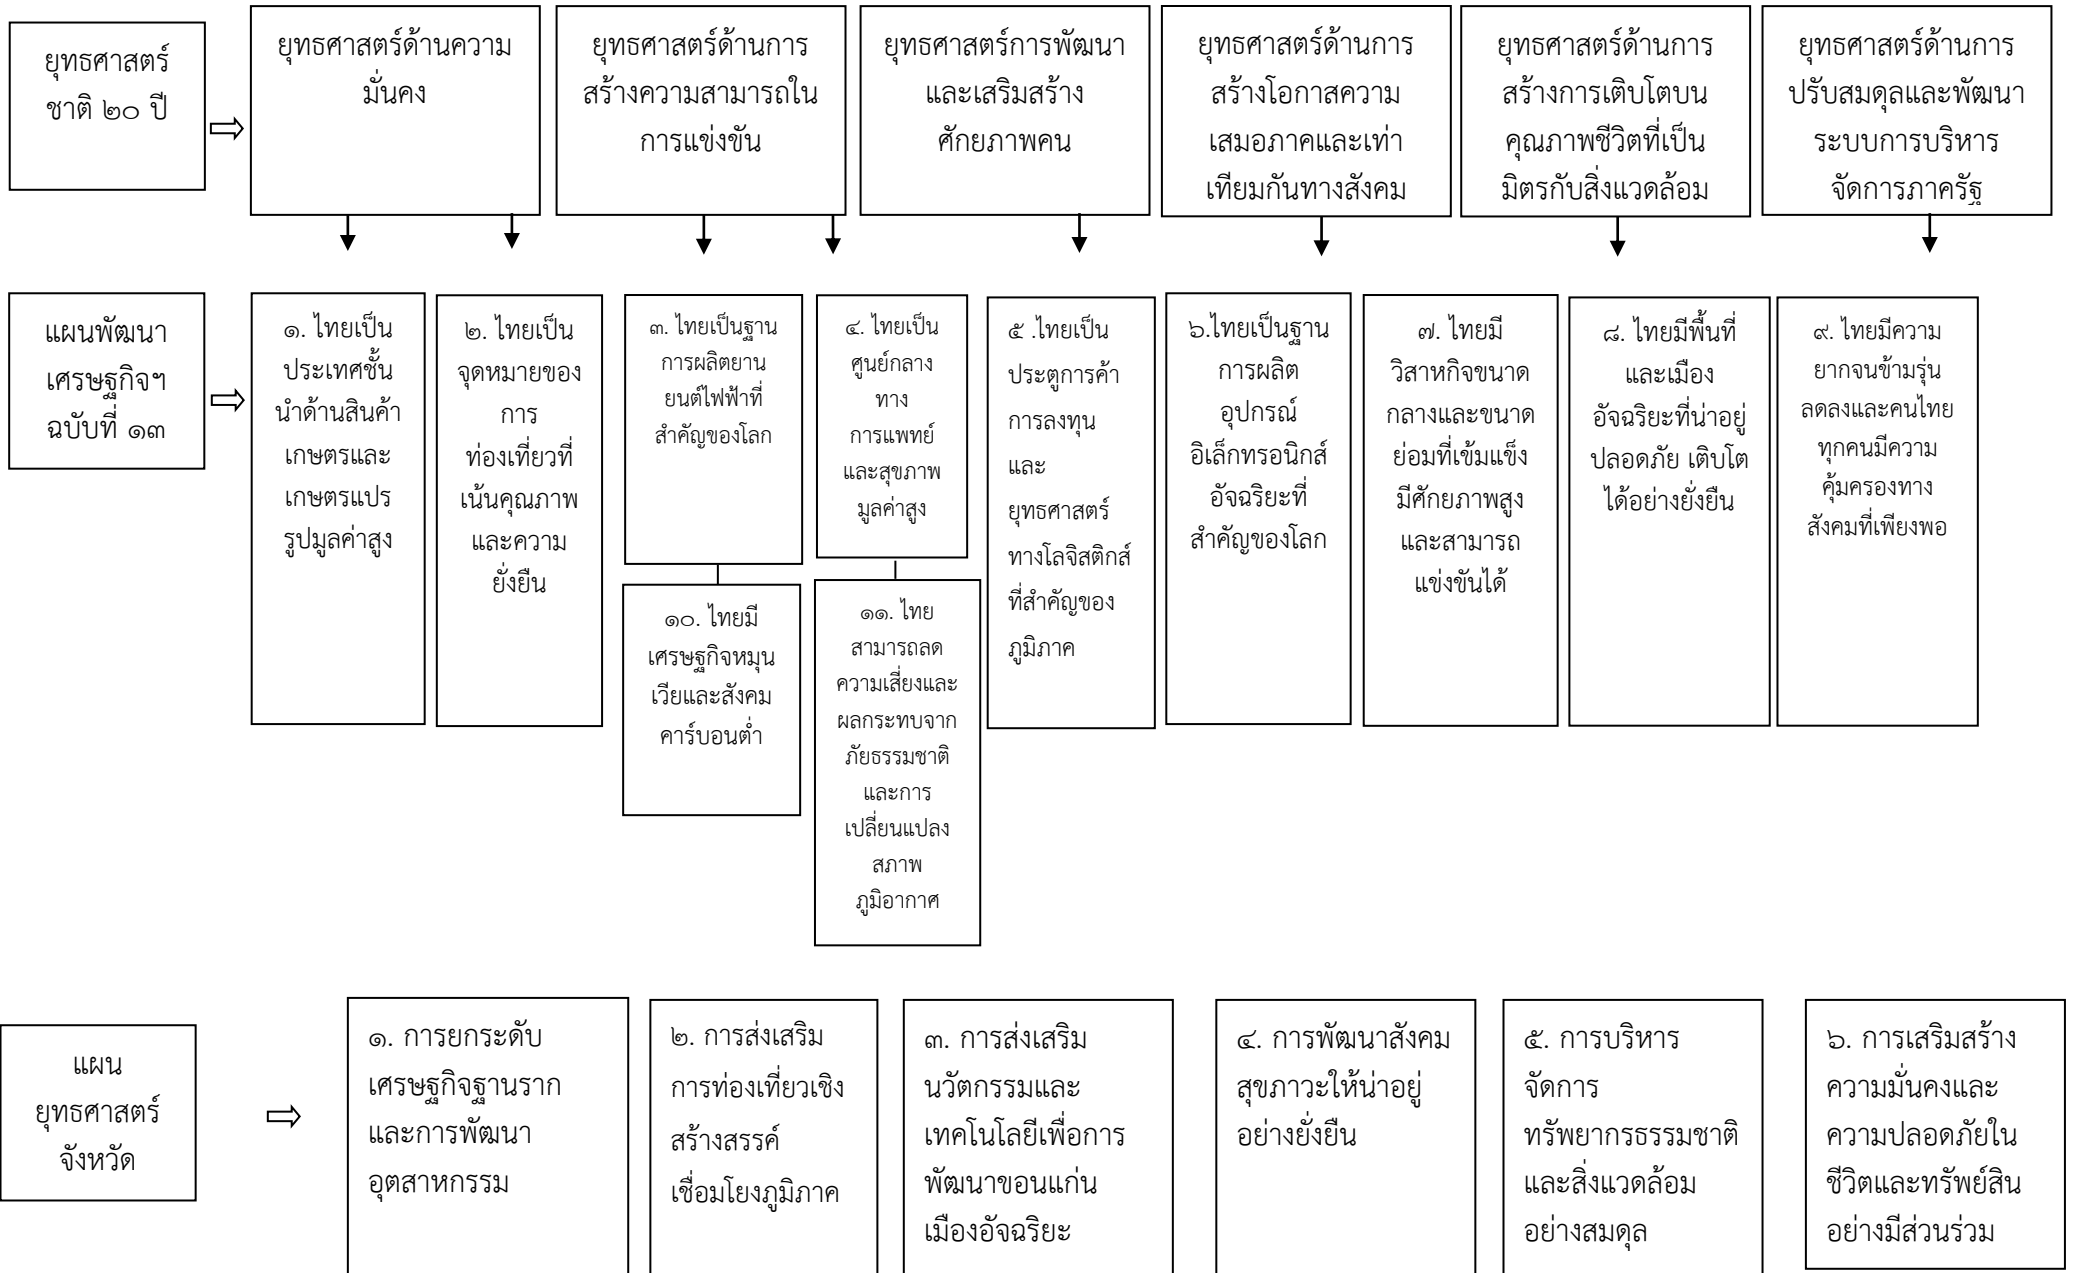 ยุทธศาสตร์
ชาติ ๒๐ ปี
ยุทธศาสตร์ด้านความ
มั่นคง
ยุทธศาสตร์ด้านการ
สร้างความสามารถใน
การแข่งขัน
ยุทธศาสตร์การพัฒนา
และเสริมสร้าง
ศักยภาพคน
ยุทธศาสตร์ด้านการ
สร้างโอกาสความ
เสมอภาคและเท่า
เทียมกันทางสังคม
ยุทธศาสตร์ด้านการ
สร้างการเติบโตบน
คุณภาพชีวิตที่เป็น
มิตรกับสิ่งแวดล้อม
ยุทธศาสตร์ด้านการ
ปรับสมดุลและพัฒนา
ระบบการบริหาร
จัดการภาครัฐ
แผนพัฒนา
เศรษฐกิจฯ
ฉบับที่ ๑๓
๑. ไทยเป็น
ประเทศชั้น
นำด้านสินค้า
เกษตรและ
เกษตรแปร
รูปมูลค่าสูง
๒. ไทยเป็น
จุดหมายของ
การ
ท่องเที่ยวที่
เน้นคุณภาพ
และความ
ยั่งยืน
๓. ไทยเป็นฐาน
การผลิตยาน
ยนต์ไฟฟ้าที่
สำคัญของโลก
๔. ไทยเป็น
ศูนย์กลาง
ทาง
การแพทย์
และสุขภาพ
มูลค่าสูง
๕ .ไทยเป็น
ประตูการค้า
การลงทุน
และ
ยุทธศาสตร์
ทางโลจิสติกส์
ที่สำคัญของ
ภูมิภาค
๖.ไทยเป็นฐาน
การผลิต
อุปกรณ์
อิเล็กทรอนิกส์
อัจฉริยะที่
สำคัญของโลก
๗. ไทยมี
วิสาหกิจขนาด
กลางและขนาด
ย่อมที่เข้มแข็ง
มีศักยภาพสูง
และสามารถ
แข่งขันได้
๘. ไทยมีพื้นที่
และเมือง
อัจฉริยะที่น่าอยู่
ปลอดภัย เติบโต
ได้อย่างยั่งยืน
๙. ไทยมีความ
ยากจนข้ามรุ่น
ลดลงและคนไทย
ทุกคนมีความ
คุ้มครองทาง
สังคมที่เพียงพอ
๑๐. ไทยมี
เศรษฐกิจหมุน
เวียและสังคม
คาร์บอนต่ำ
๑๑. ไทย
สามารถลด
ความเสี่ยงและ
ผลกระทบจาก
ภัยธรรมชาติ
และการ
เปลี่ยนแปลง
สภาพ
ภูมิอากาศ
แผน
ยุทธศาสตร์
จังหวัด
๑. การยกระดับ
เศรษฐกิจฐานราก
และการพัฒนา
อุตสาหกรรม
๒. การส่งเสริม
การท่องเที่ยวเชิง
สร้างสรรค์
เชื่อมโยงภูมิภาค
๓. การส่งเสริม
นวัตกรรมและ
เทคโนโลยีเพื่อการ
พัฒนาขอนแก่น
เมืองอัจฉริยะ
๔. การพัฒนาสังคม
สุขภาวะให้น่าอยู่
อย่างยั่งยืน
๕. การบริหาร
จัดการ
ทรัพยากรธรรมชาติ
และสิ่งแวดล้อม
อย่างสมดุล
๖. การเสริมสร้าง
ความมั่นคงและ
ความปลอดภัยใน
ชีวิตและทรัพย์สิน
อย่างมีส่วนร่วม